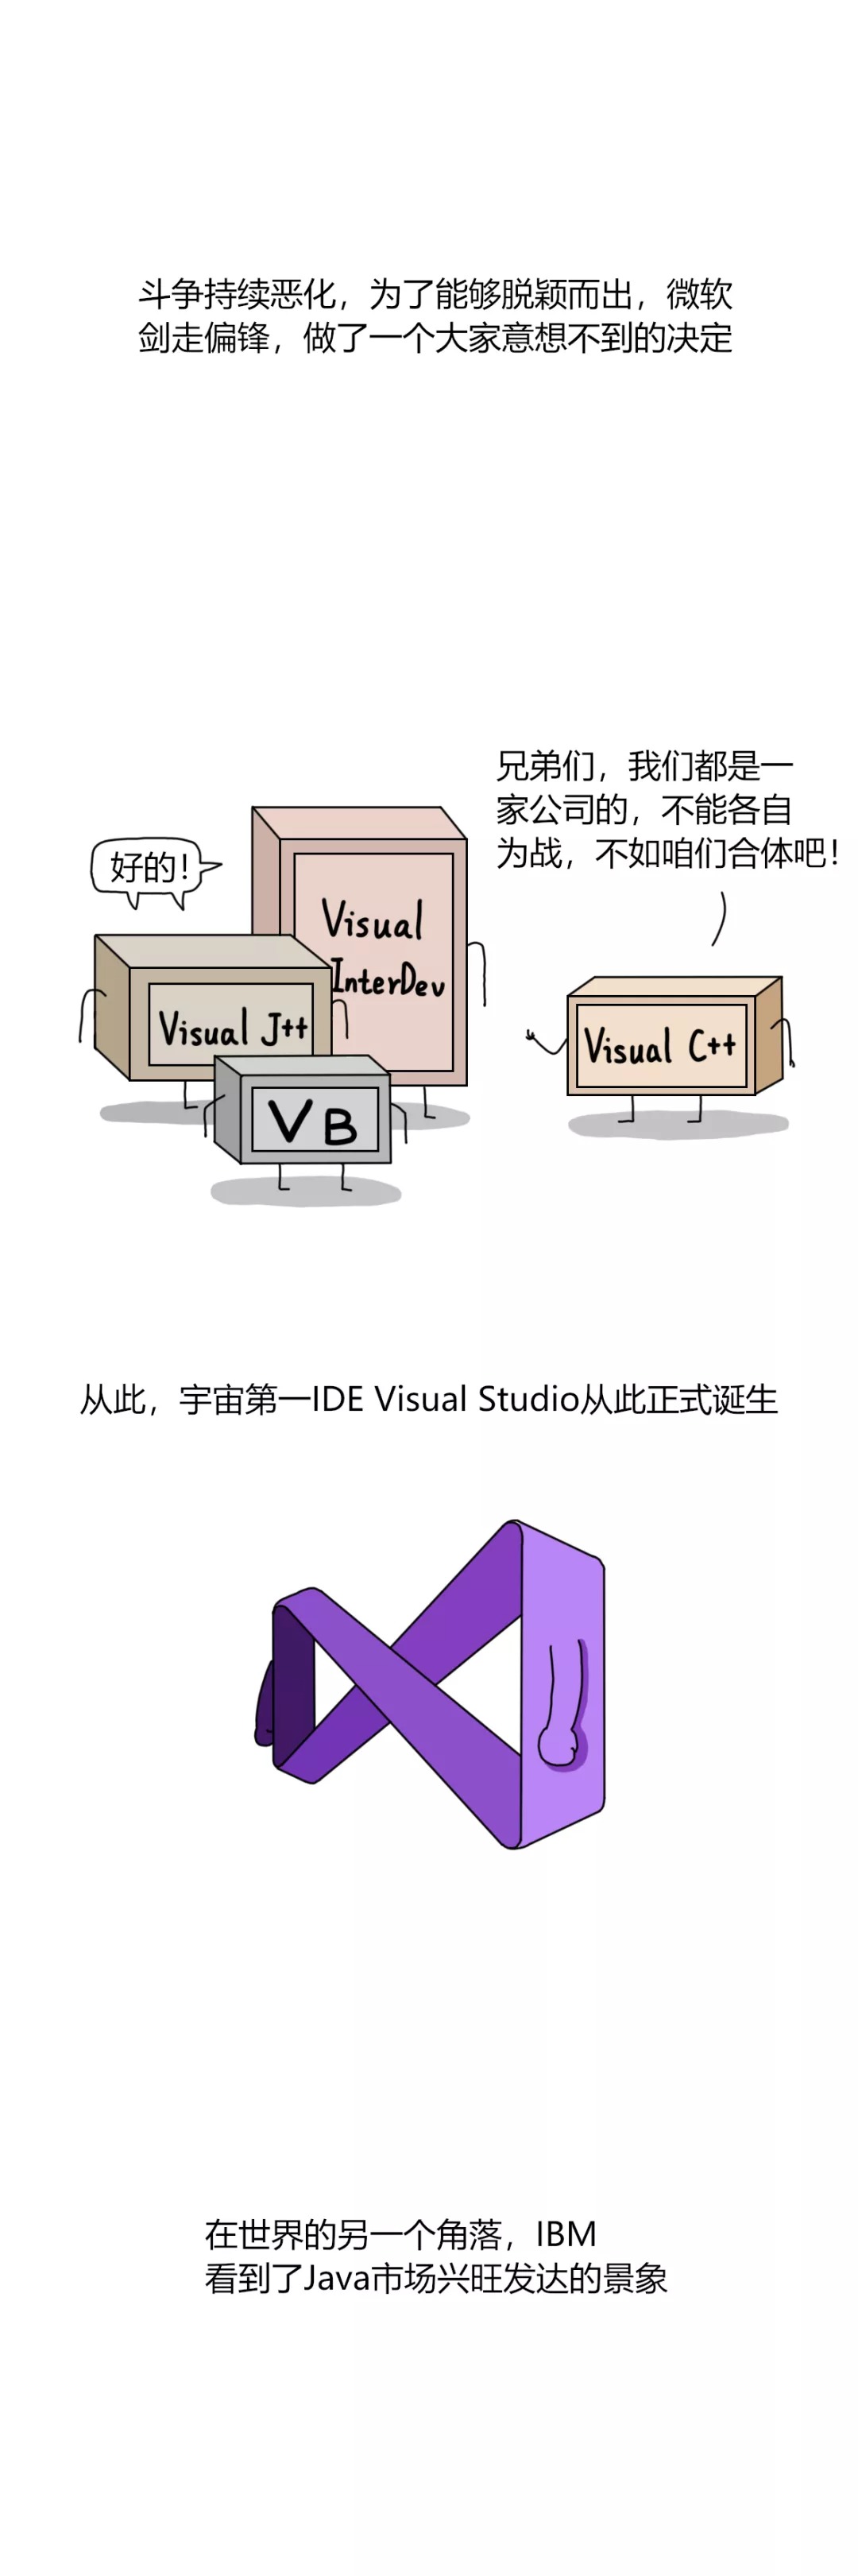 斗争持续恶化，为了能够脱颖而出，微软
剑走偏锋，做了一个大家意想不到的决定
兄弟们，我们都是一
家公司的，不能各自
为战，不如咱们合体吧！
好的！
Visual
InterDev
Visual J++
Visual C++
VB
从此，宇宙第一IDE Visual Studio从此正式诞生
在世界的另一个角落，IBM
看到了Java市场兴旺发达的景象